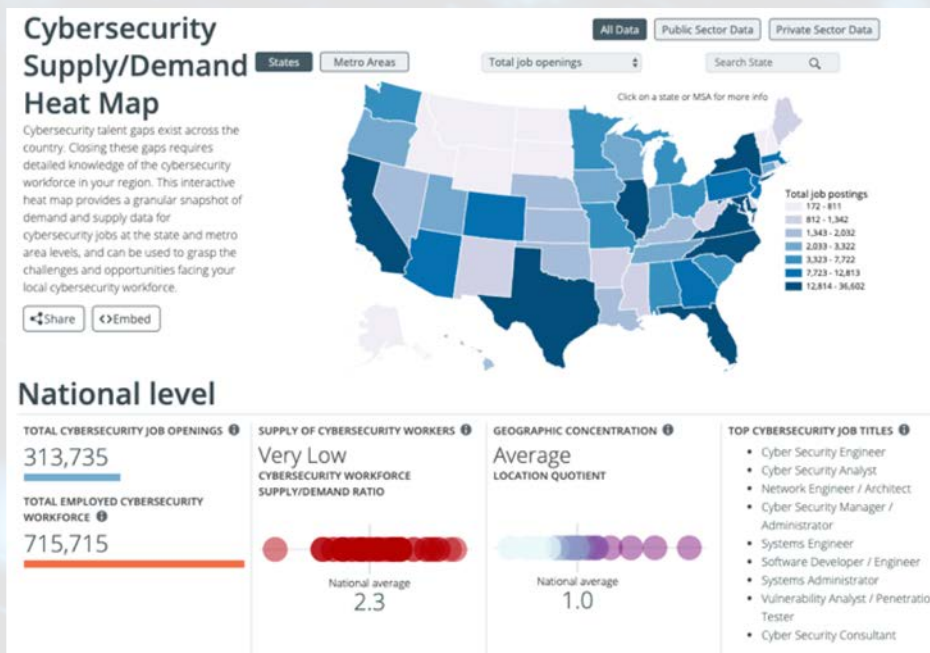 Cybersecurity
Supply/Demand
Heat Map
Cybersecurity talent gaps exist across the
country. Closing these gaps requires
detailed knowledge of the cybersecurity
workforce in your region. This interactive
heat map provides a granular snapshot of
demand and supply data for
cybersecurity jobs at the state and metro
area levels, and can be used to grasp the
challenges and opportunities facing your
local cybersecurity workforce.
Share
<>Embed
All Data
Public Sector Data
Private Sector Data
States
Metro Areas
Total job openings
Search State
Click on a state or MSA for more info
Total job postings
172 - 811
812 - 1,342
1,343 - 2,032
2,033 - 3,322
3,323 - 7,722
7,723 - 12,813
12,814 - 36,602
National level
TOTAL CYBERSECURITY JOB OPENINGS
313,735
TOTAL EMPLOYED CYBERSECURITY
WORKFORCE
715,715
SUPPLY OF CYBERSECURITY WORKERS
Very Low
CYBERSECURITY WORKFORCE
SUPPLY/DEMAND RATIO
National average
2.3
GEOGRAPHIC CONCENTRATION
Average
LOCATION QUOTIENT
National average
1.0
TOP CYBERSECURITY JOB TITLES
• Cyber Security Engineer
• Cyber Security Analyst
• Network Engineer / Architect
• Cyber Security Manager /
Administrator
• Systems Engineer
• Software Developer / Engineer
• Systems Administrator
• Vulnerability Analyst / Penetratio
Tester
• Cyber Security Consultant